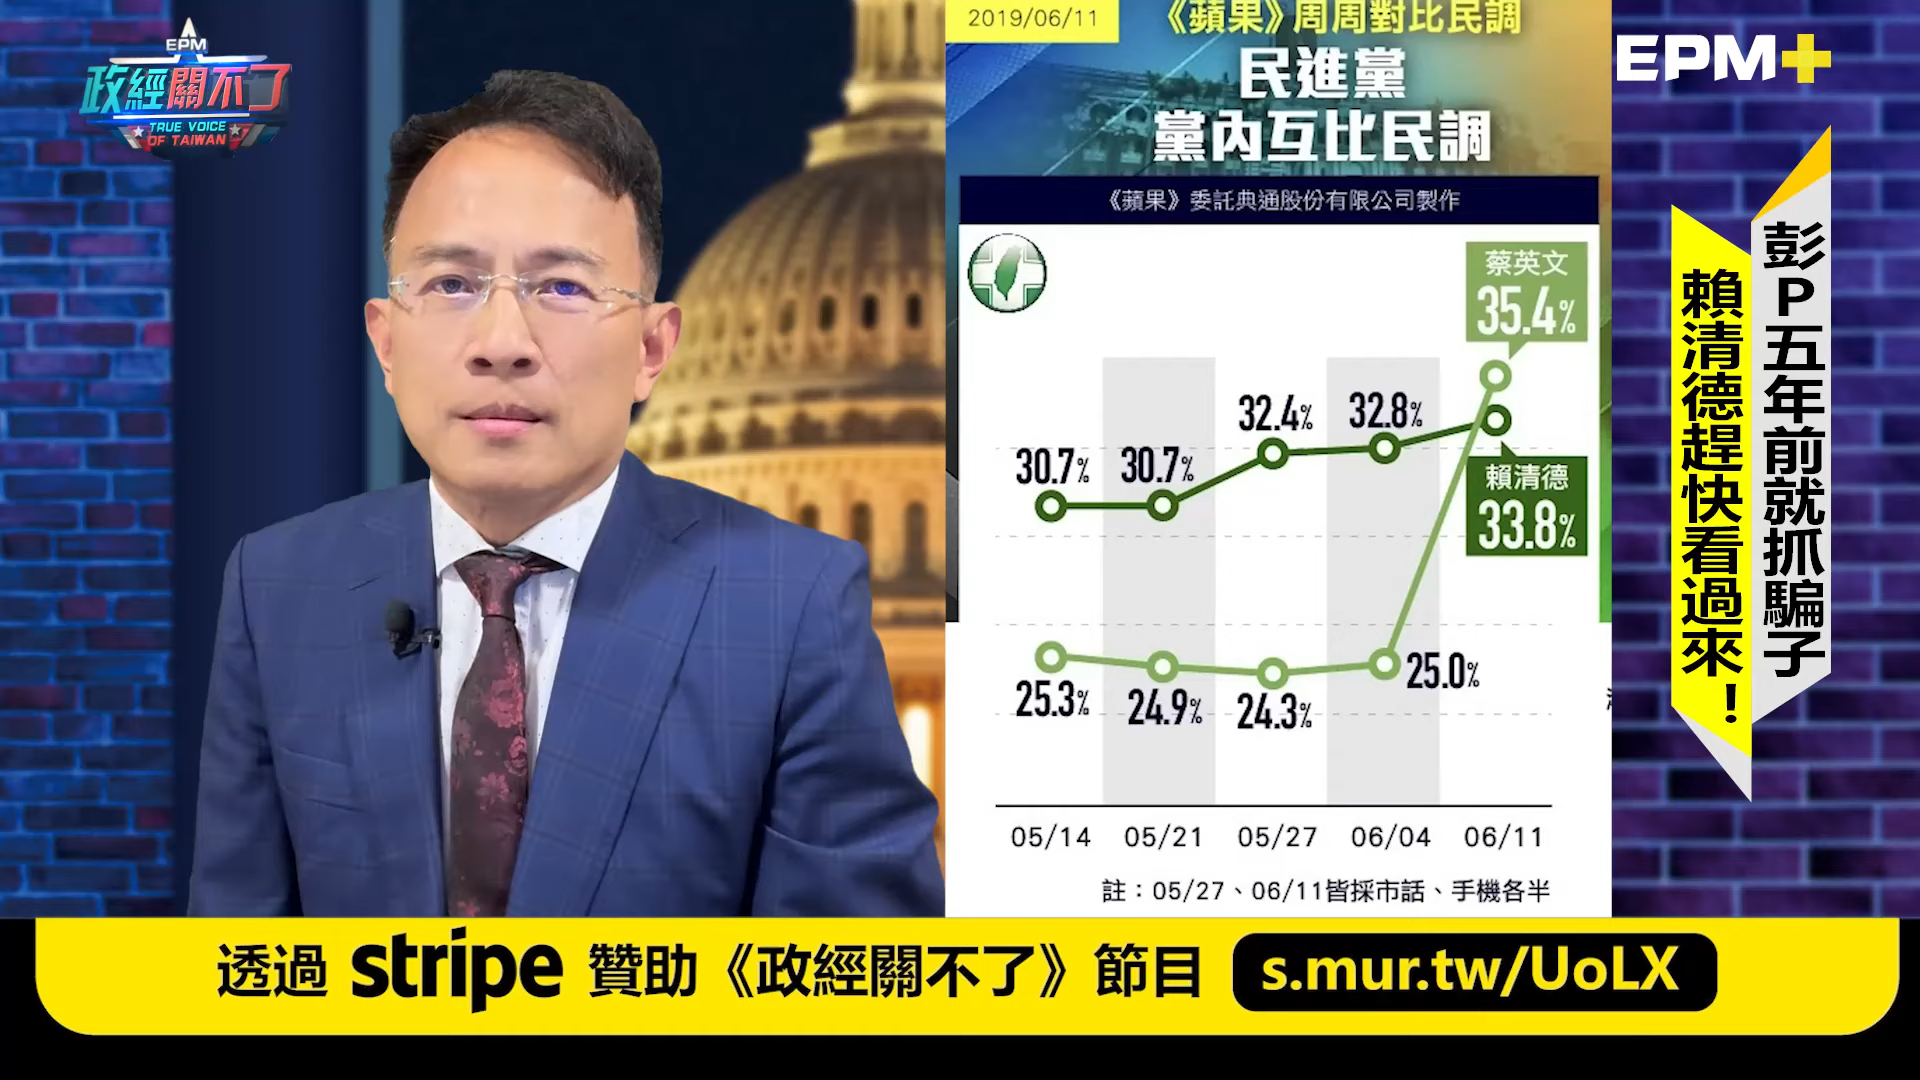 EPM
政經關不了
TRUE VOICE
OF TAIWAN
2019/06/11
《蘋果》周周對比民調
民進黨
黨內互比民調
《蘋果》委託典通股份有限公司製作
蔡英文
35.4%
30.7%
30.7%
32.4%
32.8%
賴清德
33.8%
25.3%
24.9%
24.3%
25.0%
05/14
05/21
05/27
06/04
06/11
註：05/27、06/11皆採市話、手機各半
EPM+
彭P五年前就抓騙子
賴清德趕快看過來！
透過 stripe 贊助《政經關不了》節目 s.mur.tw/UoLX